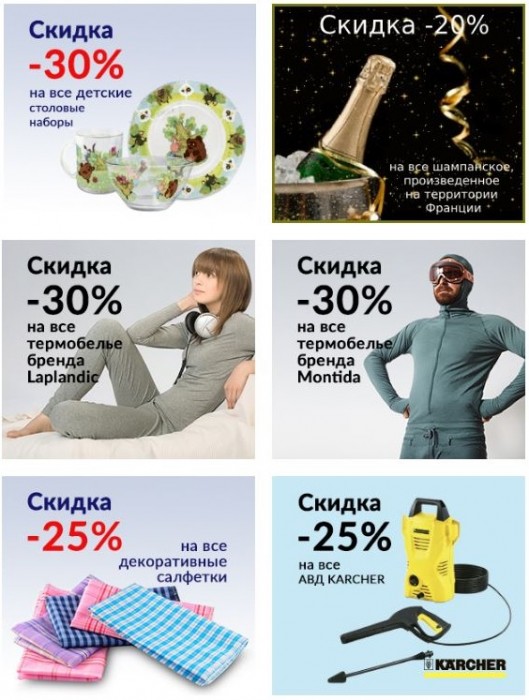 Скидка
-30%
на все детские
столовые
наборы
Скидка -20%
на все шампанское,
произведенное
на территории
Франции
Скидка
-30%
на все
термобелье
бренда
Laplandic
Скидка
-30%
на все
термобелье
бренда
Montida
Скидка
-25%
на все
декоративные
салфетки
Скидка
-25%
на все
АВД KARCHER
KÄRCHER